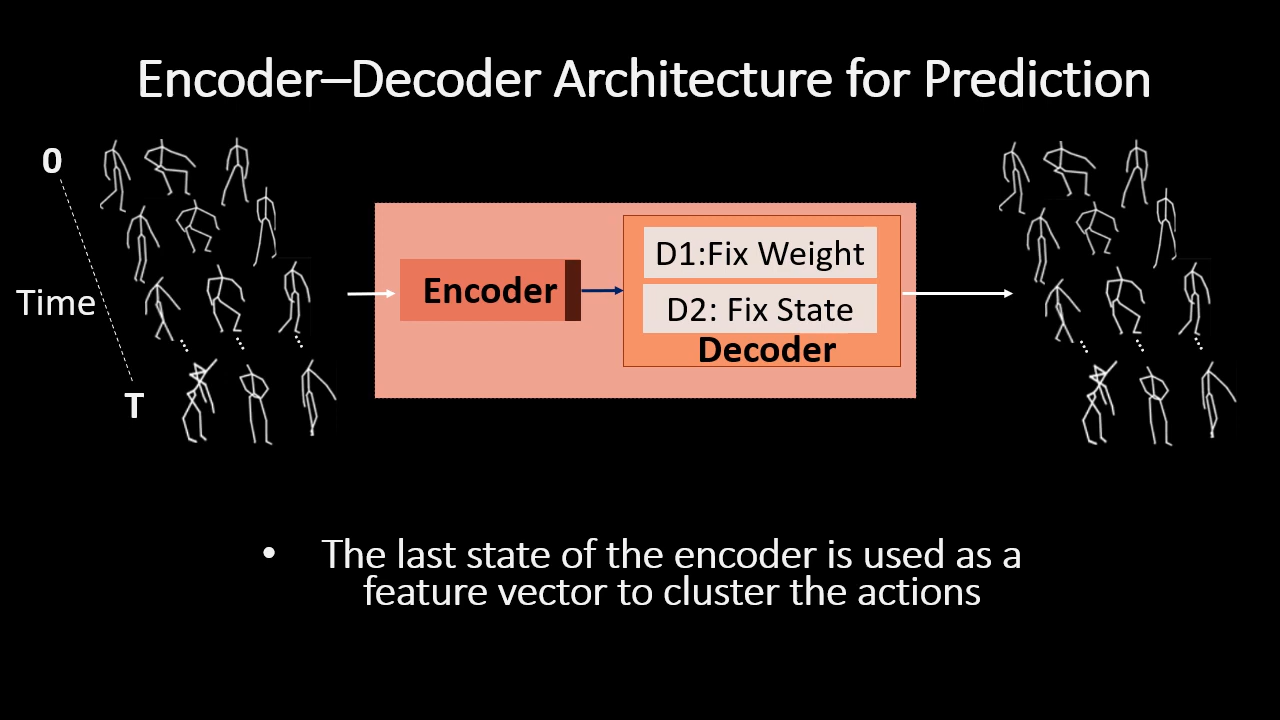 Encoder–Decoder Architecture for Prediction
0
Time
T
Encoder
D1:Fix Weight
D2: Fix State
Decoder
• The last state of the encoder is used as a
feature vector to cluster the actions